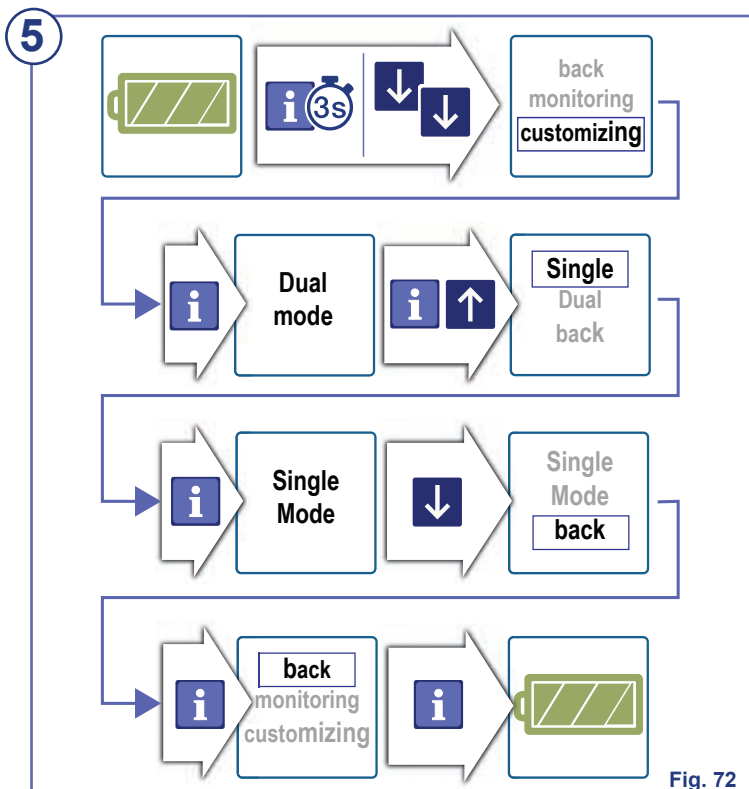 5
i 3s
back
monitoring
customizing
i
Dual
mode
i
Single
Dual
back
i
Single
Mode
Single
Mode
back
i
back
monitoring
customizing
i
Fig. 72